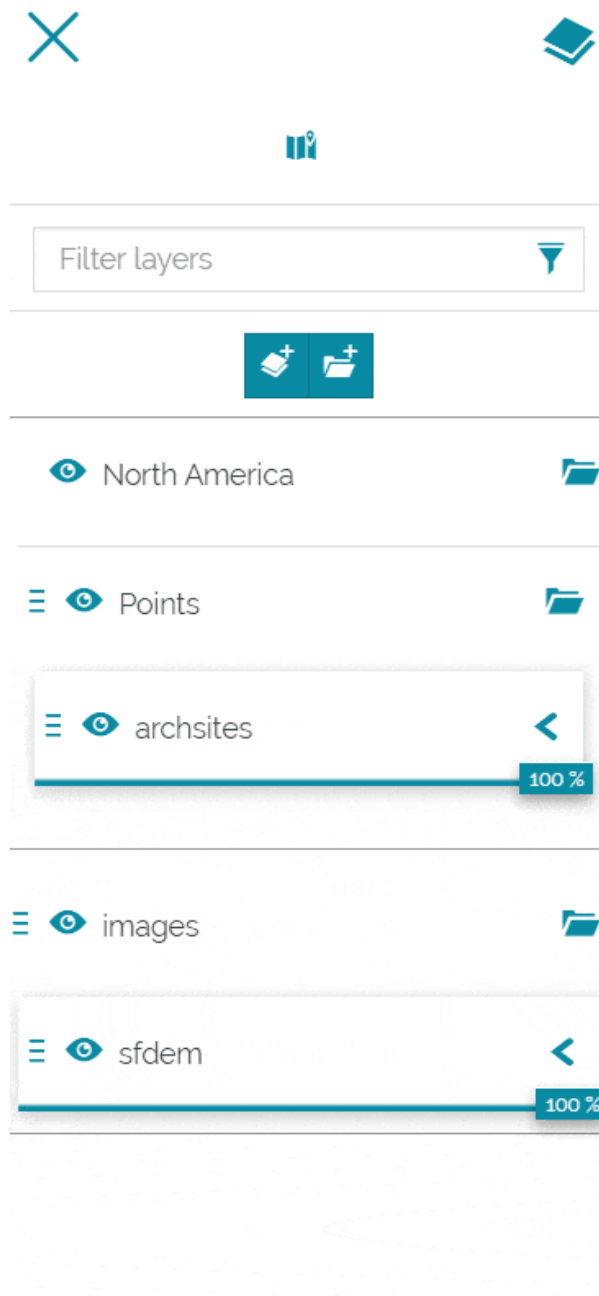 Filter layers
North America
Points
archsites
100 %
images
sfdem
100 %